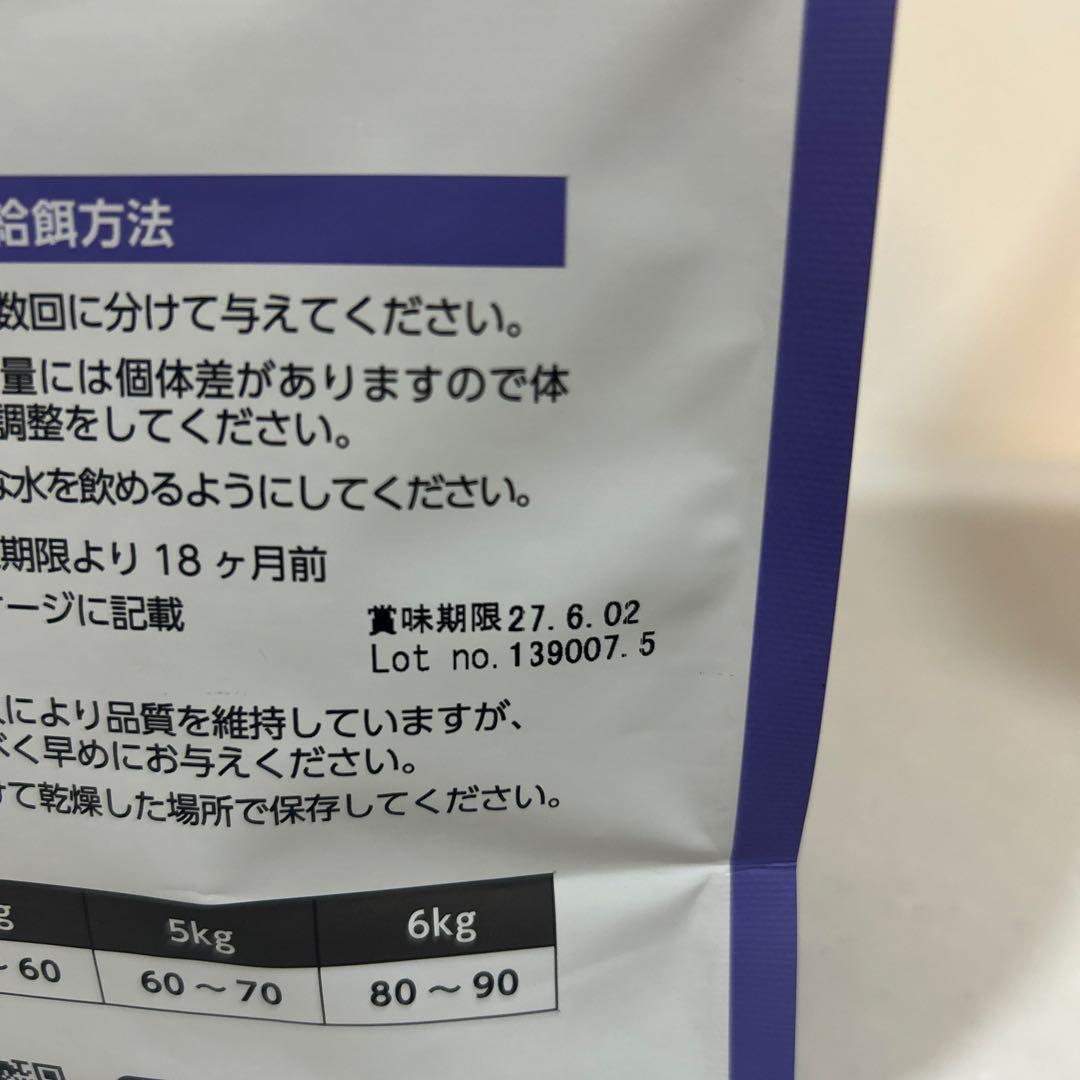 給餌方法
数回に分けて与えてください。
量には個体差がありますので体
調整をしてください。
な水を飲めるようにしてください。
期限より 18 ヶ月前
ージに記載
賞味期限27.6.02
Lot no.139007.5
により品質を維持していますが、
べく早めにお与えください。
けて乾燥した場所で保存してください。
g 5kg 6kg
～60 60～70 80～90